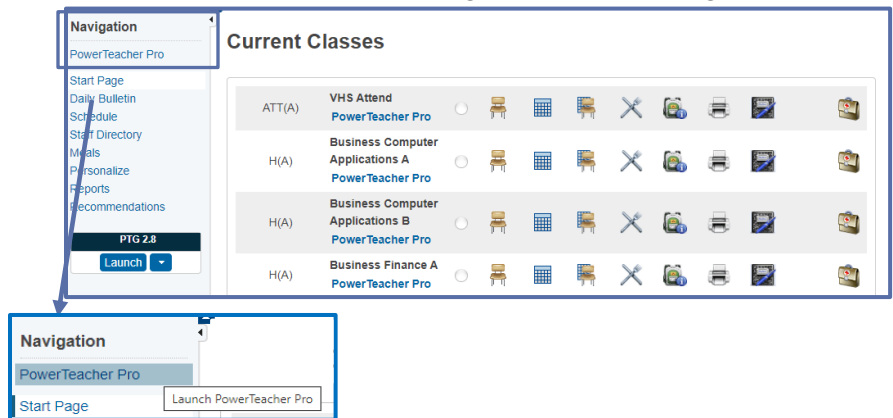 Navigation
PowerTeacher Pro
Start Page
Daily Bulletin
Schedule
Staff Directory
Meals
Personalize
Reports
Recommendations
PTG 2.8
Launch
Current Classes
ATT(A)
VHS Attend
PowerTeacher Pro
H(A)
Business Computer
Applications A
PowerTeacher Pro
H(A)
Business Computer
Applications B
PowerTeacher Pro
H(A)
Business Finance A
PowerTeacher Pro
Navigation
PowerTeacher Pro
Launch PowerTeacher Pro
Start Page